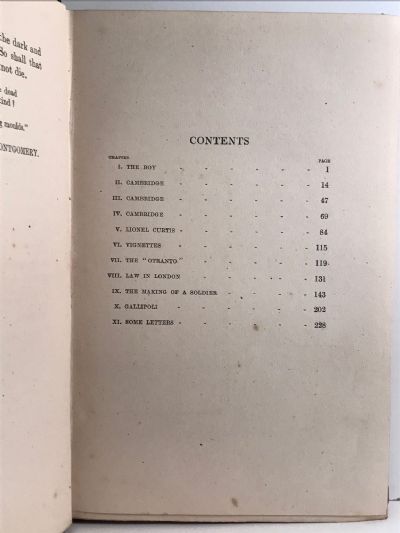 the dark and
So shall that
not die.
dead
kind?
g moulds."
ONTGOMERY.
CONTENTS
CHAPTER PAGE
I. THE BOY - - - - - - 1
II. CAMBRIDGE - - - - - - 14
III. CAMBRIDGE - - - - - - 47
IV. CAMBRIDGE - - - - - - 69
V. LIONEL CURTIS - - - - - - 84
VI. VIGNETTES - - - - - - 115
VII. THE "OTRANTO" - - - - - - 119
VIII. LAW IN LONDON - - - - - - 131
IX. THE MAKING OF A SOLDIER - - - - - 143
X. GALLIPOLI - - - - - - 202
XI. SOME LETTERS - - - - - - 228